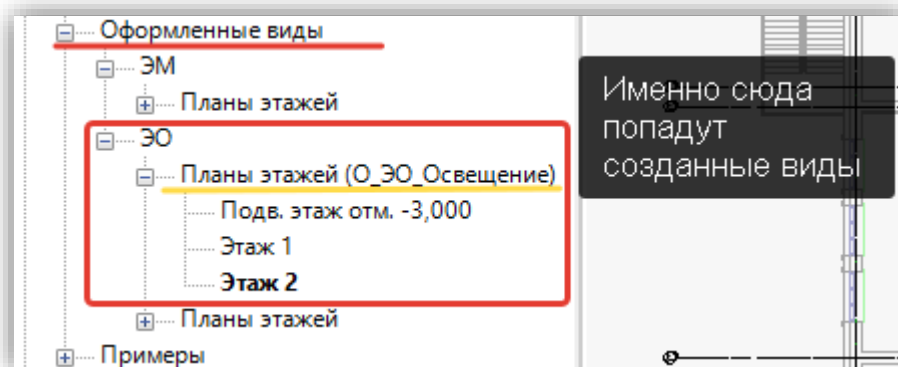 Оформленные виды
ЭМ
Планы этажей
ЭО
Планы этажей (О_ЭО_Освещение)
Подв. этаж отм. -3,000
Этаж 1
Этаж 2
Планы этажей
Примеры
Именно сюда
попадут
созданные виды